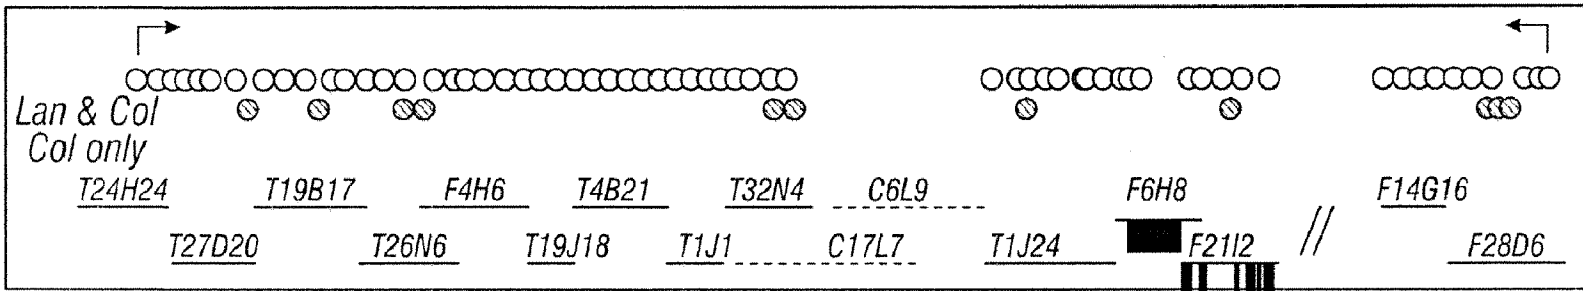 Lan & Col
Col only
T24H24 T19B17 F4H6 T4B21 T32N4 C6L9 F6H8 F14G16
T27D20 T26N6 T19J18 T1J1 C17L7 T1J24 F21I2 // F28D6